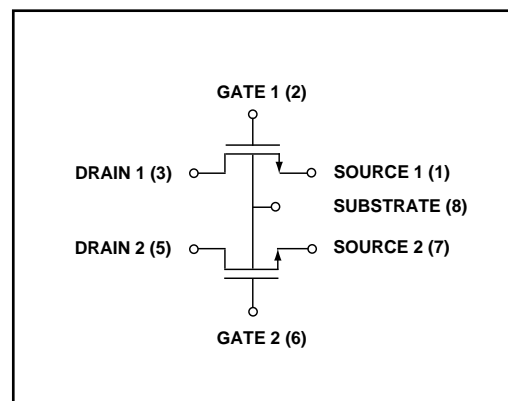 GATE 1 (2)
DRAIN 1 (3)
SOURCE 1 (1)
SUBSTRATE (8)
DRAIN 2 (5)
SOURCE 2 (7)
GATE 2 (6)